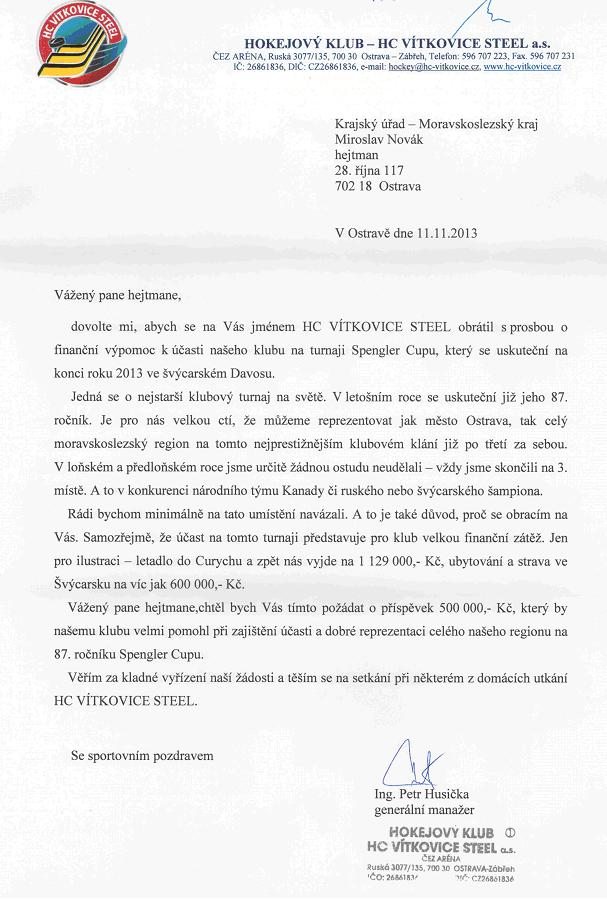 HC VÍTKOVICE STEEL
HOKEJOVÝ KLUB – HC VÍTKOVICE STEEL a.s.
ČEZ ARÉNA, Ruská 3077/135, 700 30 Ostrava – Zábřeh, Telefon: 596 707 223, Fax. 596 707 231
IČ: 26861836, DIČ: CZ26861836, e-mail: hockey@hc-vitkovice.cz, www.hc-vitkovice.cz
Krajský úřad – Moravskoslezský kraj
Miroslav Novák
hejtman
28. října 117
702 18 Ostrava
V Ostravě dne 11.11.2013
Vážený pane hejtmane,
dovolte mi, abych se na Vás jménem HC VÍTKOVICE STEEL obrátil s prosbou o
finanční výpomoc k účasti našeho klubu na turnaji Spengler Cupu, který se uskuteční na
konci roku 2013 ve švýcarském Davosu.
Jedná se o nejstarší klubový turnaj na světě. V letošním roce se uskuteční již jeho 87.
ročník. Je pro nás velkou ctí, že můžeme reprezentovat jak město Ostrava, tak celý
moravskoslezský region na tomto nejprestižnějším klubovém klání již po třetí za sebou.
V loňském a předloňském roce jsme určitě žádnou ostudu neudělali – vždy jsme skončili na 3.
místě. A to v konkurenci národního týmu Kanady či ruského nebo švýcarského šampiona.
Rádi bychom minimálně na tato umístění navázali. A to je také důvod, proč se obracím na
Vás. Samozřejmě, že účast na tomto turnaji představuje pro klub velkou finanční zátěž. Jen
pro ilustraci – letadlo do Curychu a zpět nás vyjde na 1 129 000,- Kč, ubytování a strava ve
Švýcarsku na víc jak 600 000,- Kč.
Vážený pane hejtmane,chtěl bych Vás tímto požádat o příspěvek 500 000,- Kč, který by
našemu klubu velmi pomohl při zajištění účasti a dobré reprezentaci celého našeho regionu na
87. ročníku Spengler Cupu.
Věřím za kladné vyřízení naší žádosti a těším se na setkání při některém z domácích utkání
HC VÍTKOVICE STEEL.
Se sportovním pozdravem
Ing. Petr Husička
generální manažer
HOKEJOVÝ KLUB ①
HC VÍTKOVICE STEEL a.s.
ČEZ ARÉNA
Ruská 3077/135, 700 30 OSTRAVA-Zábřeh
IČO: 26861836 DIČ: CZ26861836